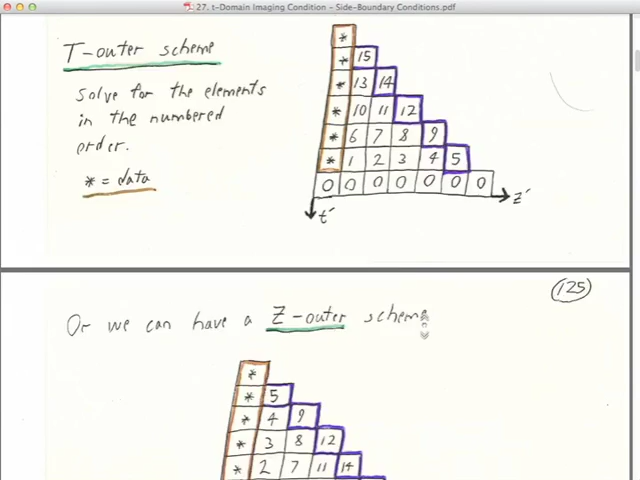 27. t-Domain Imaging Condition - Side-Boundary Conditions.pdf
T-outer scheme
Solve for the elements
in the numbered
order.
* = data
*
* 15
* 13 14
* 10 11 12
* 6 7 8 9
* 1 2 3 4 5
0 0 0 0 0 0 0
z'
t'
125
Or we can have a Z-outer scheme
*
* 5
* 4 9
* 3 8 12
* 2 7 11 14